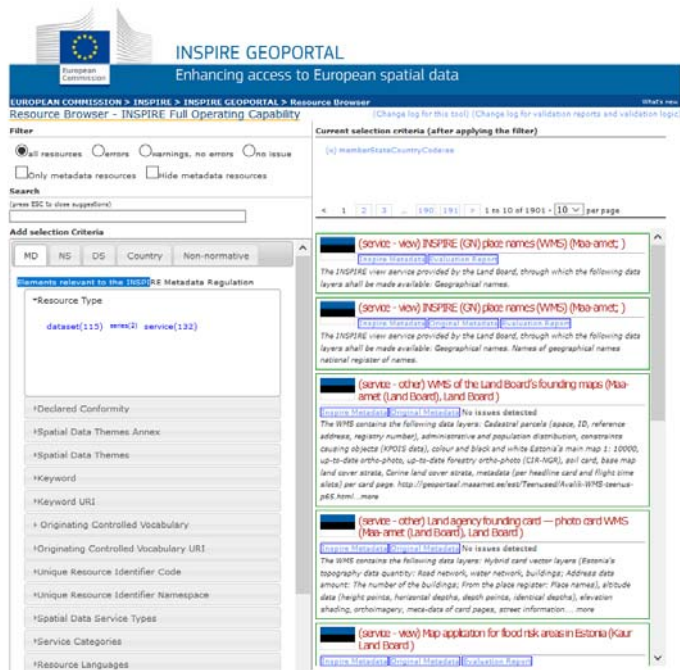 European
Commission
INSPIRE GEOPORTAL
Enhancing access to European spatial data
EUROPEAN COMMISSION > INSPIRE > INSPIRE GEOPORTAL > Resource Browser
What's new
Resource Browser - INSPIRE Full Operating Capability
(Change log for this tool) (Change log for validation reports and validation logic)
Filter
all resources errors warnings, no errors no issue
Only metadata resources Hide metadata resources
Search
(press ESC to close suggestions)
Add selection Criteria
MD NS DS Country Non-normative
Elements relevant to the INSPIRE Metadata Regulation
Resource Type
dataset(115) series(2) service(132)
Declared Conformity
Spatial Data Themes Annex
Spatial Data Themes
Keyword
Keyword URI
Originating Controlled Vocabulary
Originating Controlled Vocabulary URI
Unique Resource Identifier Code
Unique Resource Identifier Namespace
Spatial Data Service Types
Service Categories
Resource Languages
Current selection criteria (after applying the filter)
[x] memberStateCountryCode:ee
< 1 2 3 .. 190 191 > 1 to 10 of 1901 - 10 per page
(service - view) INSPIRE (GN) place names (WMS) (Maa-amet; )
Inspire Metadata Evaluation Report
The INSPIRE view service provided by the Land Board, through which the following data
layers shall be made available: Geographical names.
(service - view) INSPIRE (GN) place names (WMS) (Maa-amet; )
Inspire Metadata Original Metadata Evaluation Report
The INSPIRE view service provided by the Land Board, through which the following data
layers shall be made available: Geographical names. Names of geographical names
national register of names.
(service - other) WMS of the Land Board's founding maps (Maa-
amet (Land Board), Land Board )
Inspire Metadata Original Metadata No issues detected
The WMS contains the following data layers: Cadastral parcels (space, ID, reference
address, registry number), administrative and population distribution, constraints
causing objects (KPOIS data), colour and black and white Estonia's main map 1: 10000,
up-to-date ortho-photo, up-to-date forestry ortho-photo (CIR-NGR), soil card, base map
land cover strata, Corine land cover strata, metadata (per headline card and flight time
slots) per card page. http://geoportaal.maaamet.ee/est/Teenused/Avalik-WMS-teenus-
p65.html...more
(service - other) Land agency founding card — photo card WMS
(Maa-amet (Land Board), Land Board )
Inspire Metadata Original Metadata No issues detected
The WMS contains the following data layers: Hybrid card vector layers (Estonia's
topography data quantity: Road network, water network, buildings; Address data
amount: The number of the buildings; From the place register: Place names), altitude
data (height points, horizontal depths, depth points, identical depths), elevation
shading, orthoimagery, meta-data of card pages, street information... more
(service - view) Map application for flood risk areas in Estonia (Kaur
Land Board )
Inspire Metadata Original Metadata Evaluation Report